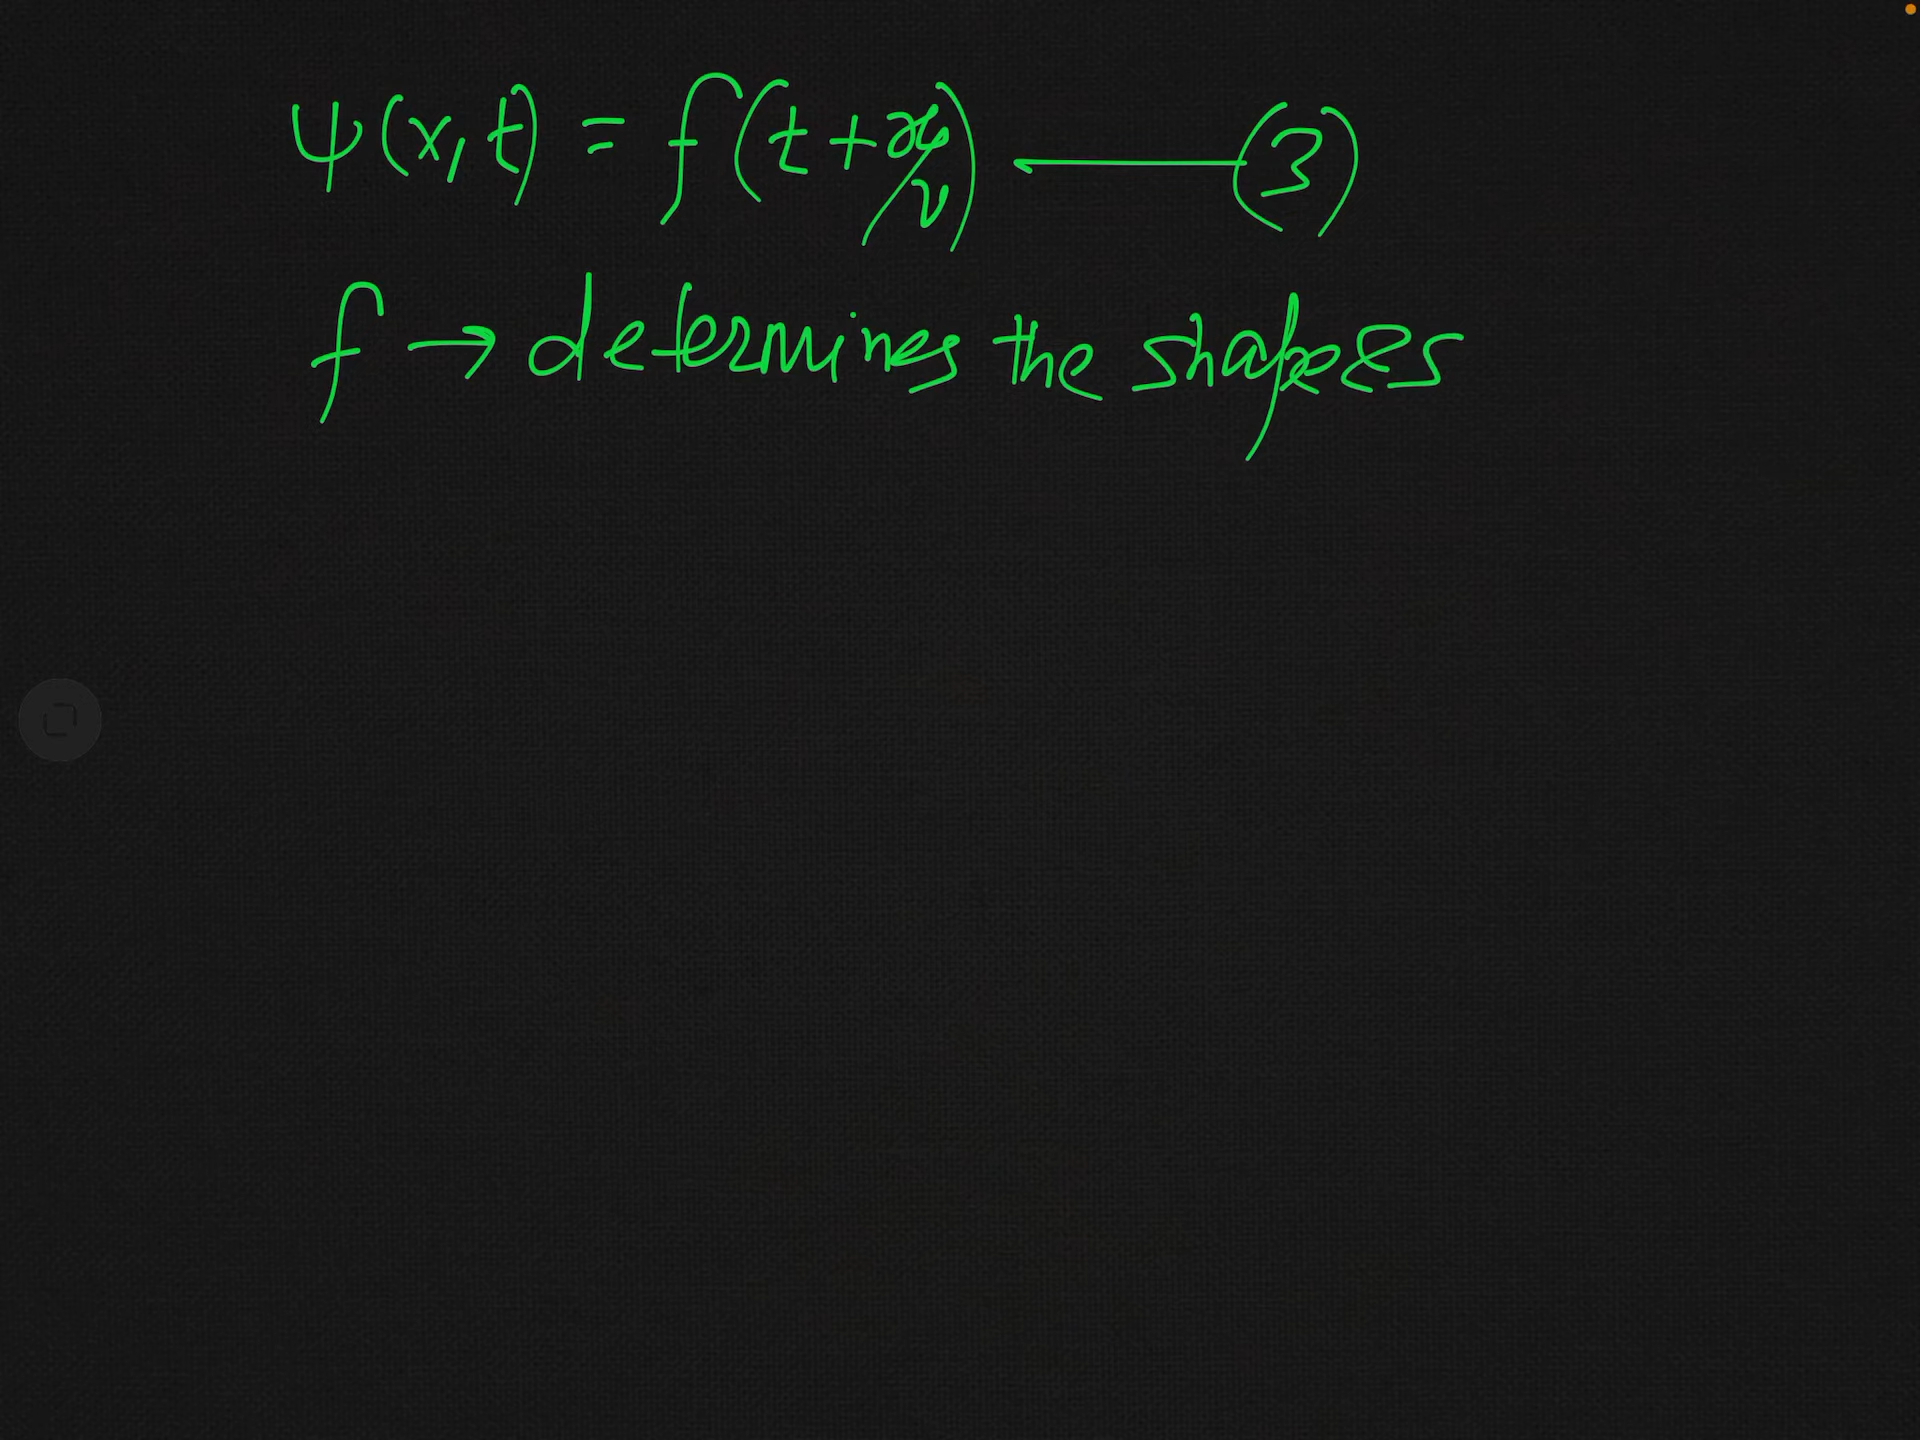 ψ(x,t) = f(t+x/v) ———(3)
f → determines the shapes